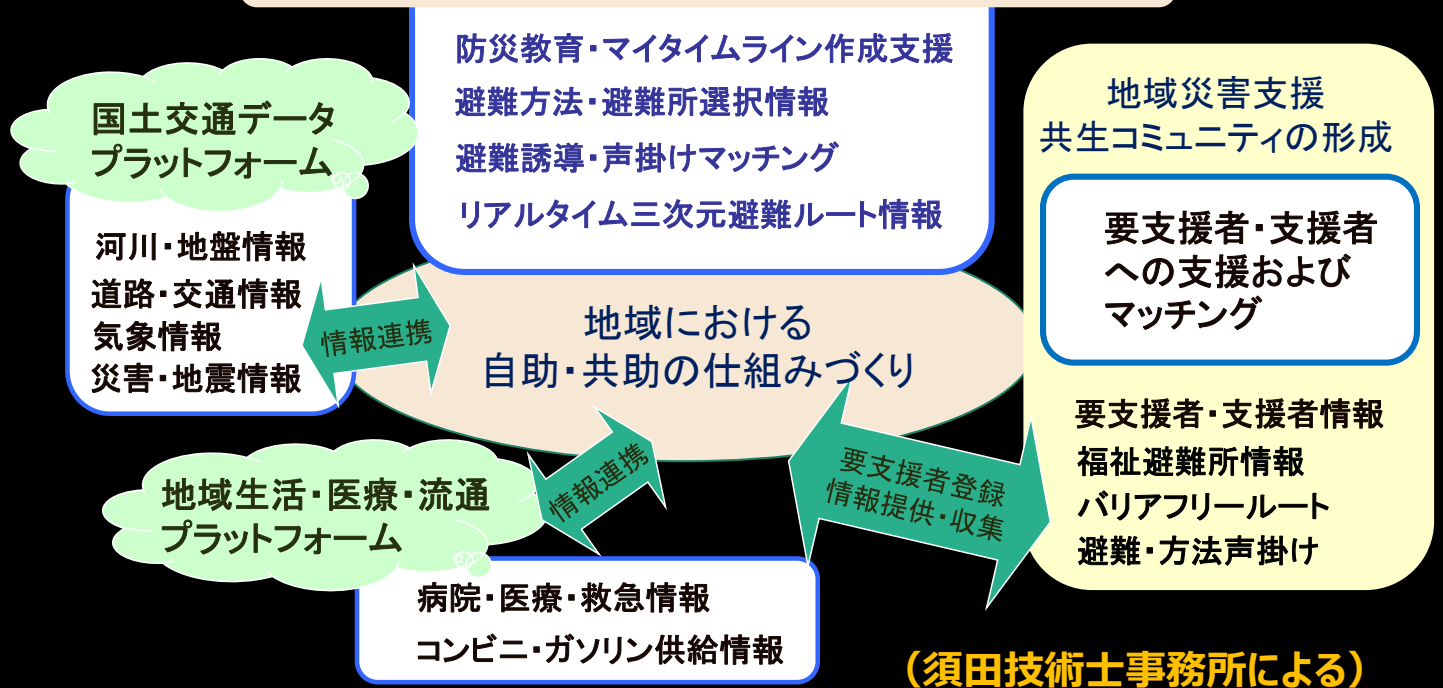 防災教育・マイタイムライン作成支援
避難方法・避難所選択情報
避難誘導・声掛けマッチング
リアルタイム三次元避難ルート情報
国土交通データ
プラットフォーム
河川・地盤情報
道路・交通情報
気象情報
災害・地震情報
情報連携
地域における
自助・共助の仕組みづくり
地域災害支援
共生コミュニティの形成
要支援者・支援者
への支援および
マッチング
要支援者・支援者情報
福祉避難所情報
バリアフリールート
避難・方法声掛け
要支援者登録
情報提供・収集
情報連携
地域生活・医療・流通
プラットフォーム
病院・医療・救急情報
コンビニ・ガソリン供給情報
（須田技術士事務所による）